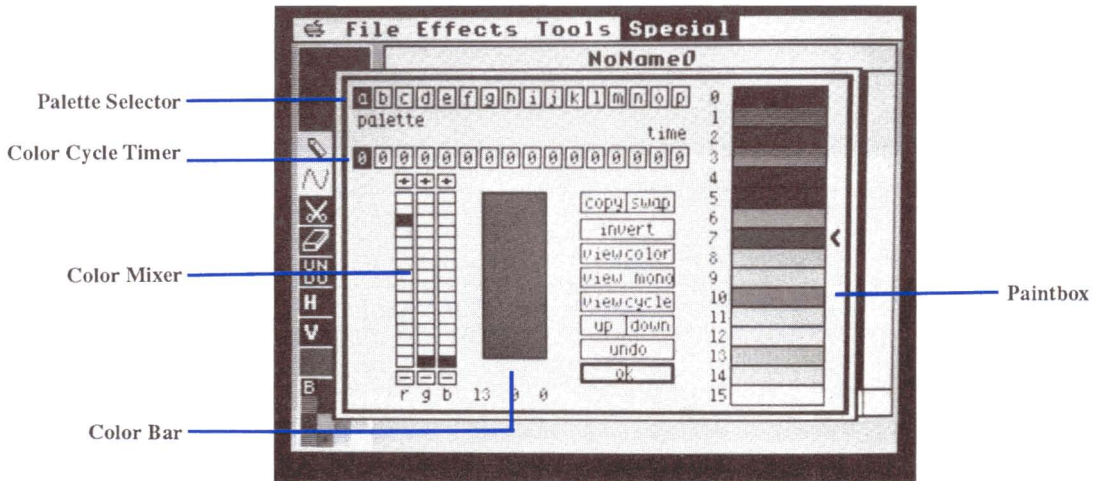 File Effects Tools Special
NoName0
Palette Selector
a b c d e f g h i j k l m n o p
palette
time
Color Cycle Timer
0 0 0 0 0 0 0 0 0 0 0 0 0 0 0 0
+ + +
copy swap
invert
viewcolor
view mono
viewcycle
up down
undo
ok
UN
DO
H
V
B
Color Mixer
- - -
r g b 13 0 0
0
1
2
3
4
5
6
7 <
8
9
10
11
12
13
14
15
Paintbox
Color Bar